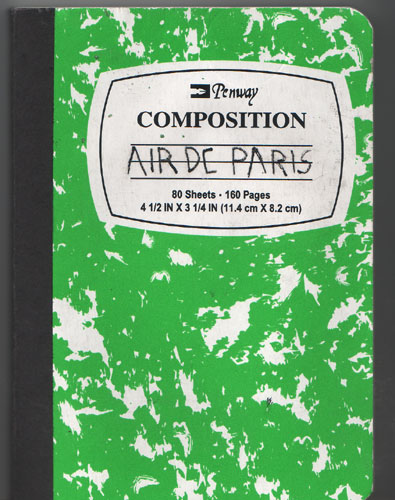 Penway
COMPOSITION
AIR DE PARIS
80 Sheets · 160 Pages
4 1/2 IN X 3 1/4 IN (11.4 cm X 8.2 cm)